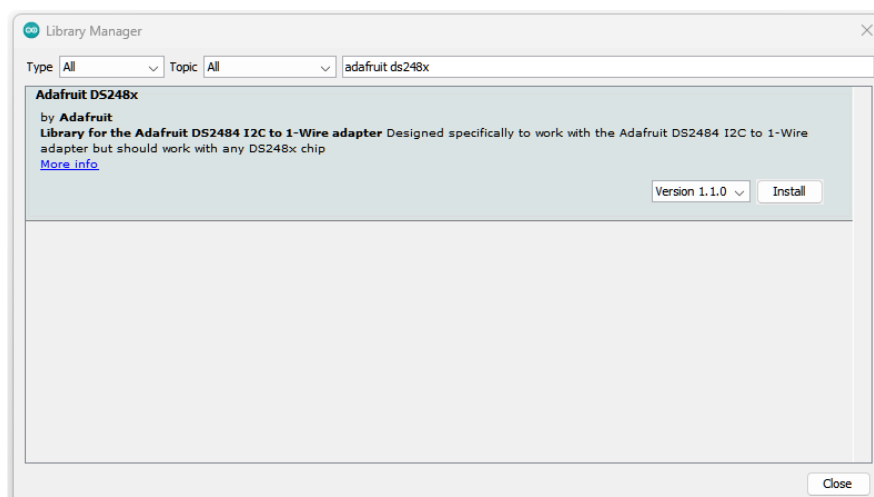 Library Manager
Type All Topic All adafruit ds248x
Adafruit DS248x
by Adafruit
Library for the Adafruit DS2484 I2C to 1-Wire adapter Designed specifically to work with the Adafruit DS2484 I2C to 1-Wire
adapter but should work with any DS248x chip
More info
Version 1.1.0 Install
Close